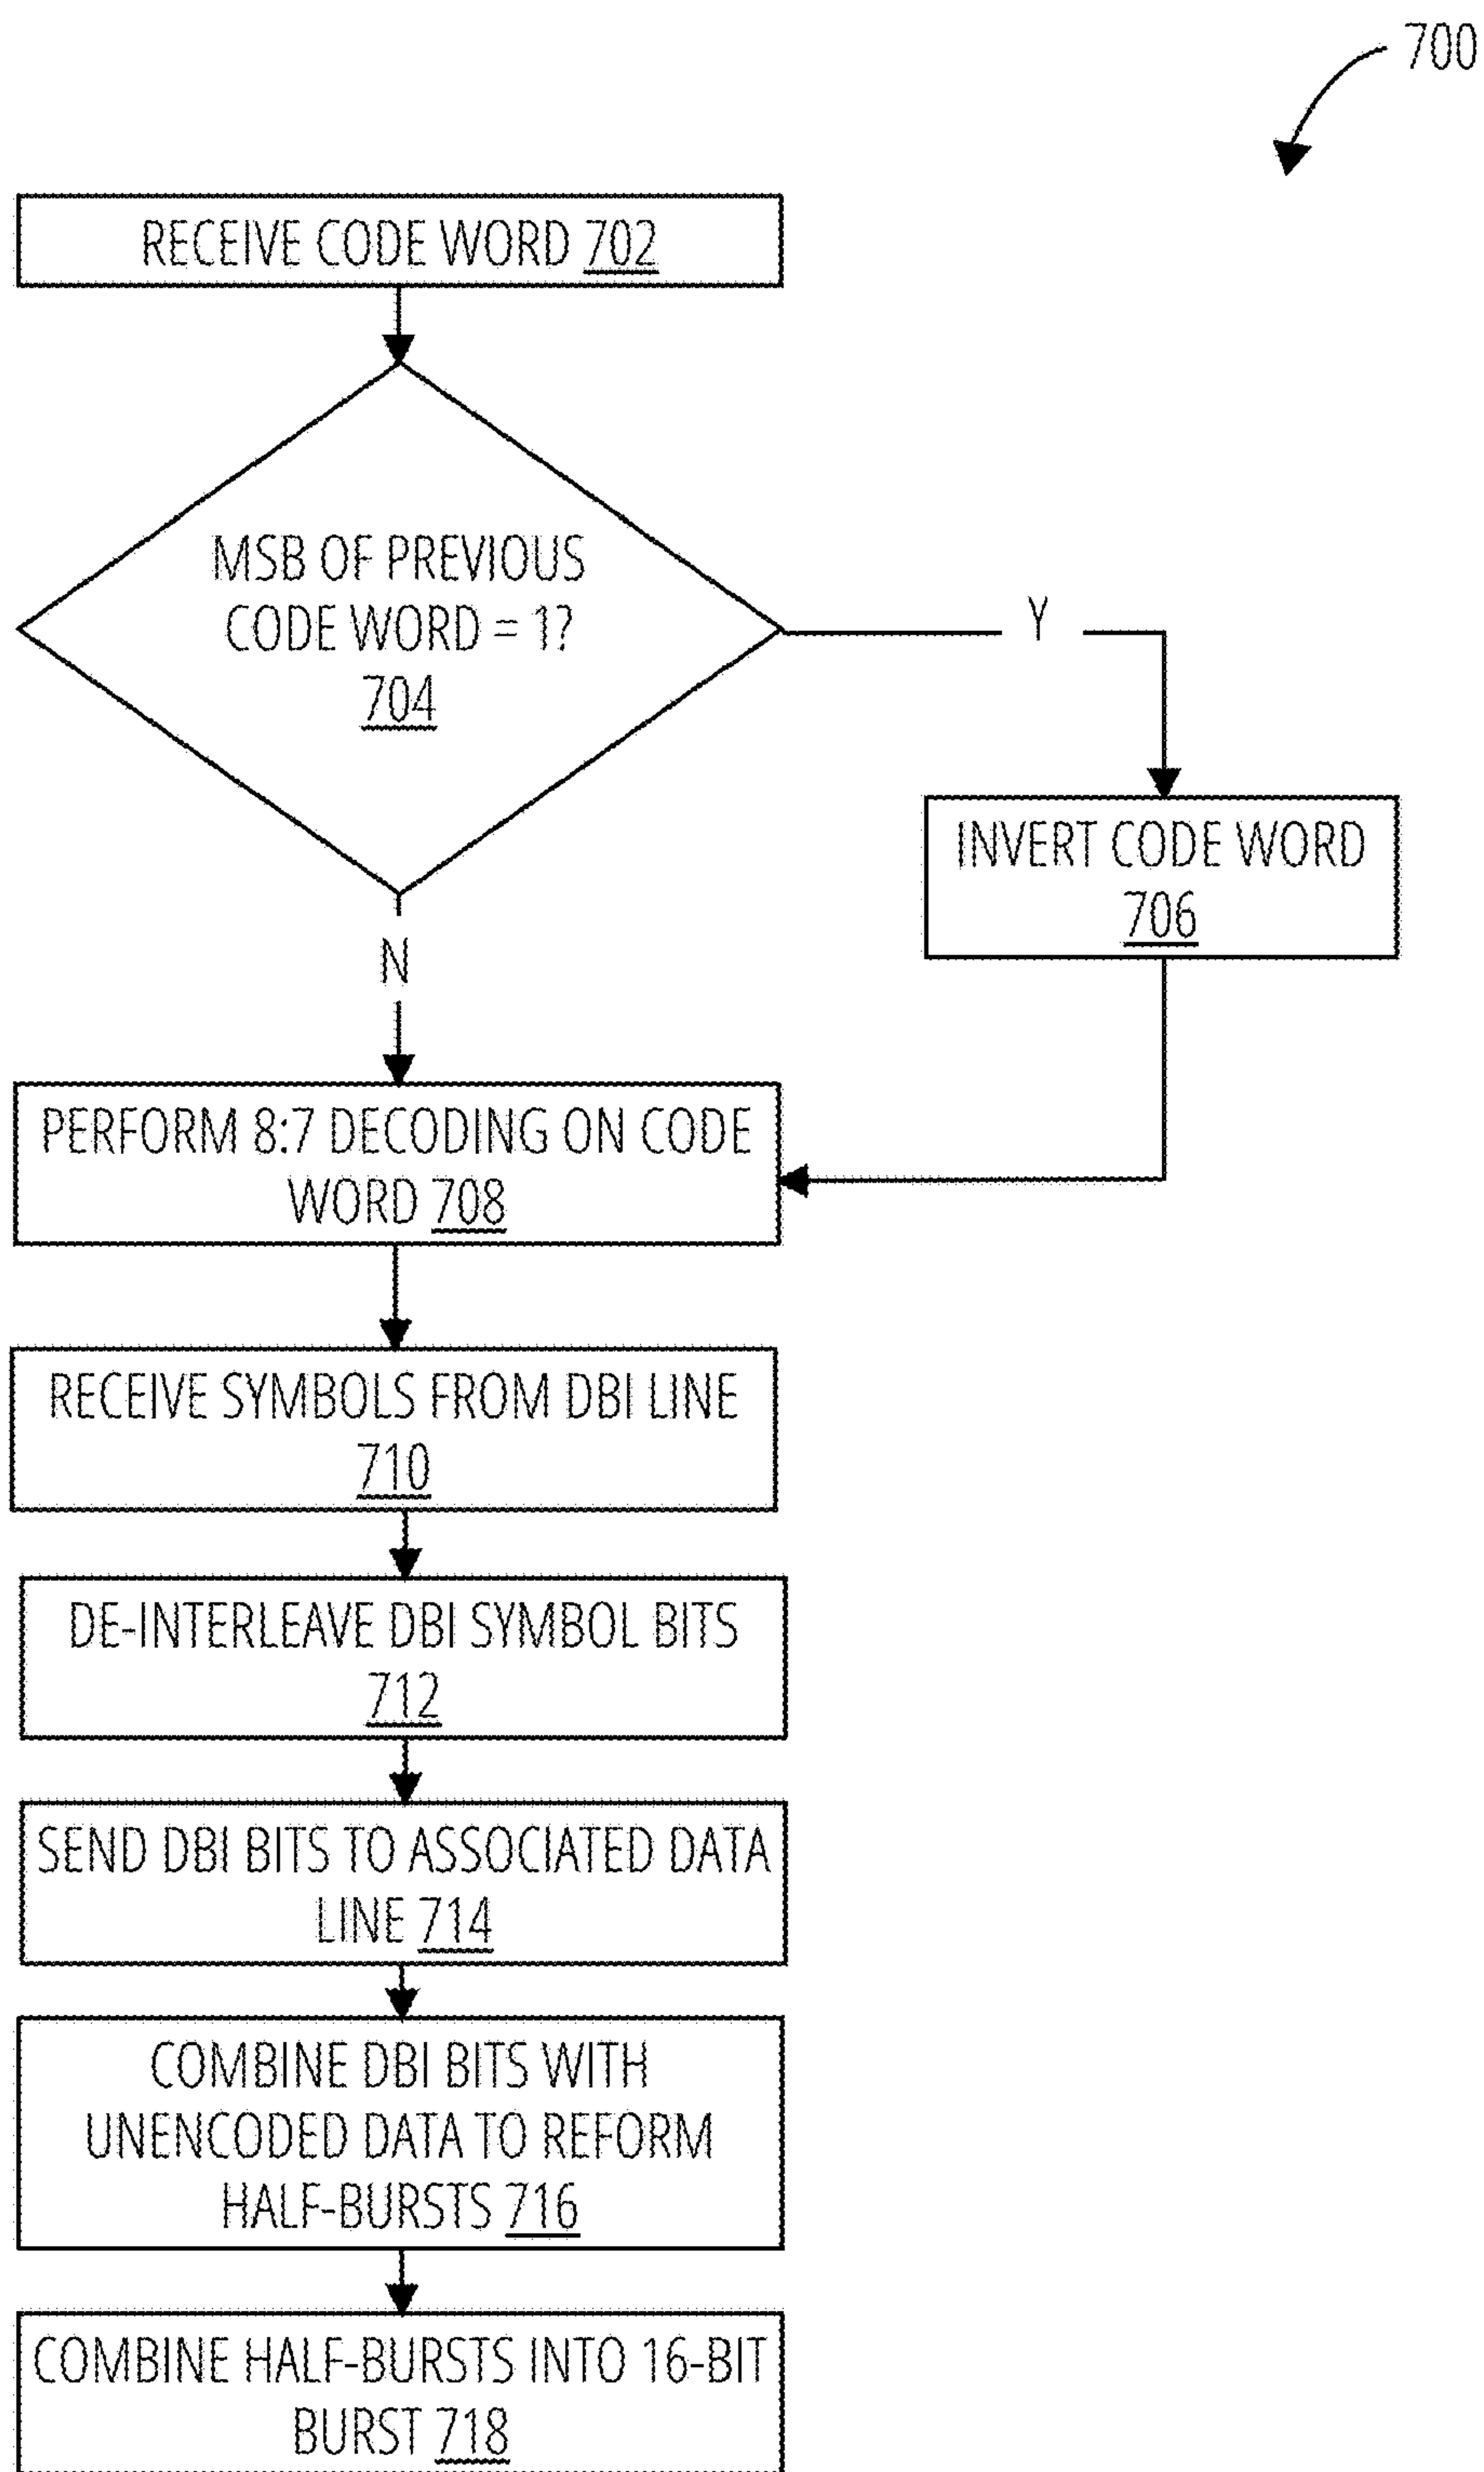 700
RECEIVE CODE WORD 702
MSB OF PREVIOUS
CODE WORD = 1?
704
Y
INVERT CODE WORD
706
N
PERFORM 8:7 DECODING ON CODE
WORD 708
RECEIVE SYMBOLS FROM DBI LINE
710
DE-INTERLEAVE DBI SYMBOL BITS
712
SEND DBI BITS TO ASSOCIATED DATA
LINE 714
COMBINE DBI BITS WITH
UNENCODED DATA TO REFORM
HALF-BURSTS 716
COMBINE HALF-BURSTS INTO 16-BIT
BURST 718